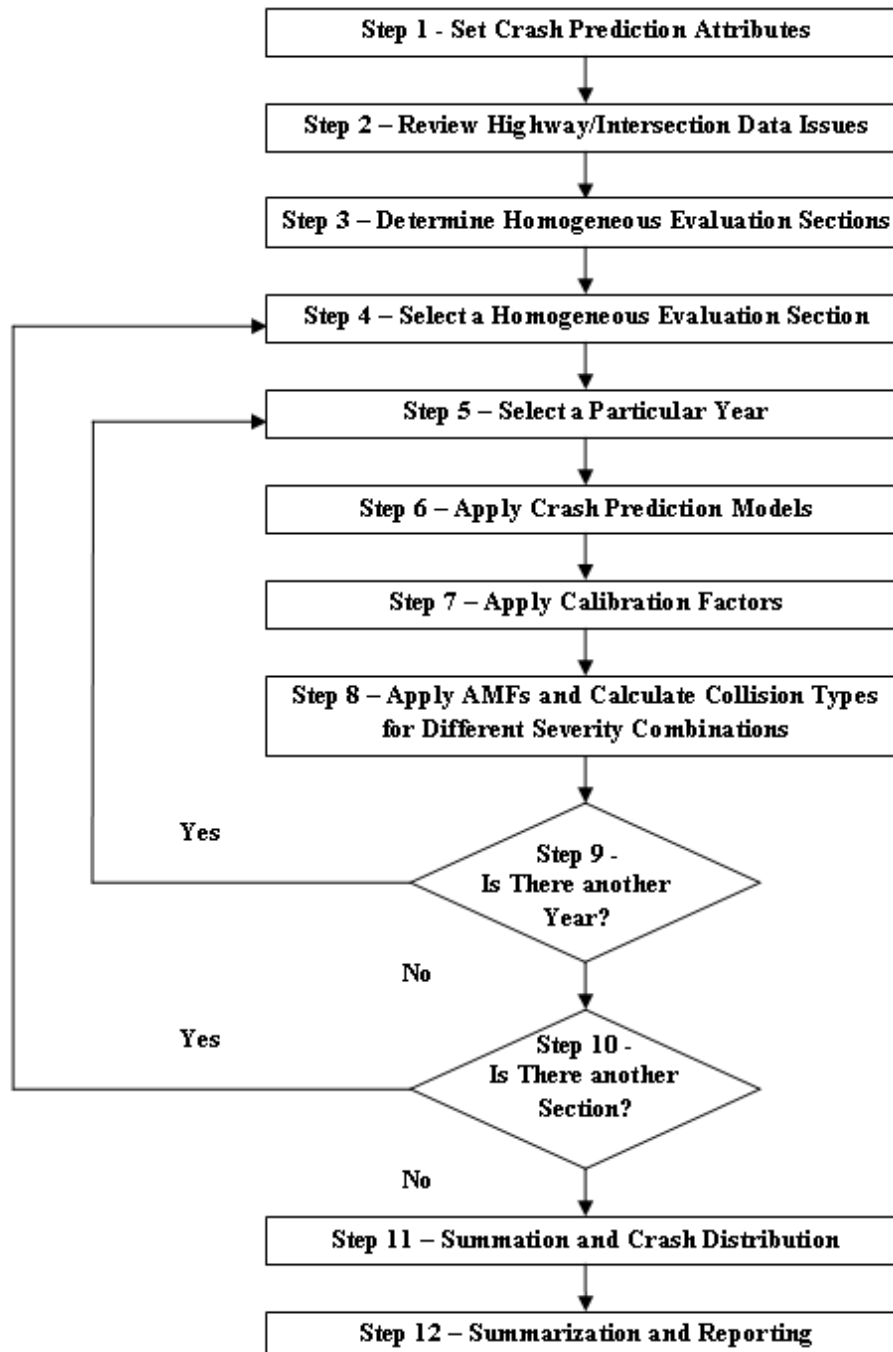 Step 1 - Set Crash Prediction Attributes
Step 2 – Review Highway/Intersection Data Issues
Step 3 – Determine Homogeneous Evaluation Sections
Step 4 – Select a Homogeneous Evaluation Section
Step 5 – Select a Particular Year
Step 6 – Apply Crash Prediction Models
Step 7 – Apply Calibration Factors
Step 8 – Apply AMFs and Calculate Collision Types
for Different Severity Combinations
Yes
Step 9 -
Is There another
Year?
No
Yes
Step 10 -
Is There another
Section?
No
Step 11 – Summation and Crash Distribution
Step 12 – Summarization and Reporting